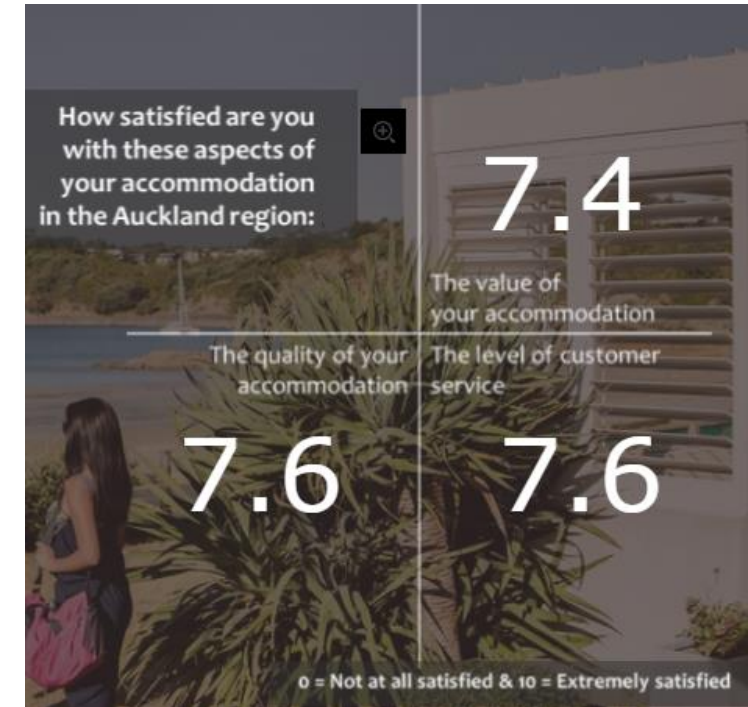 How satisfied are you
with these aspects of
your accommodation
in the Auckland region:
7.4
The value of
your accommodation
The quality of your
accommodation
7.6
The level of customer
service
7.6
0 = Not at all satisfied & 10 = Extremely satisfied